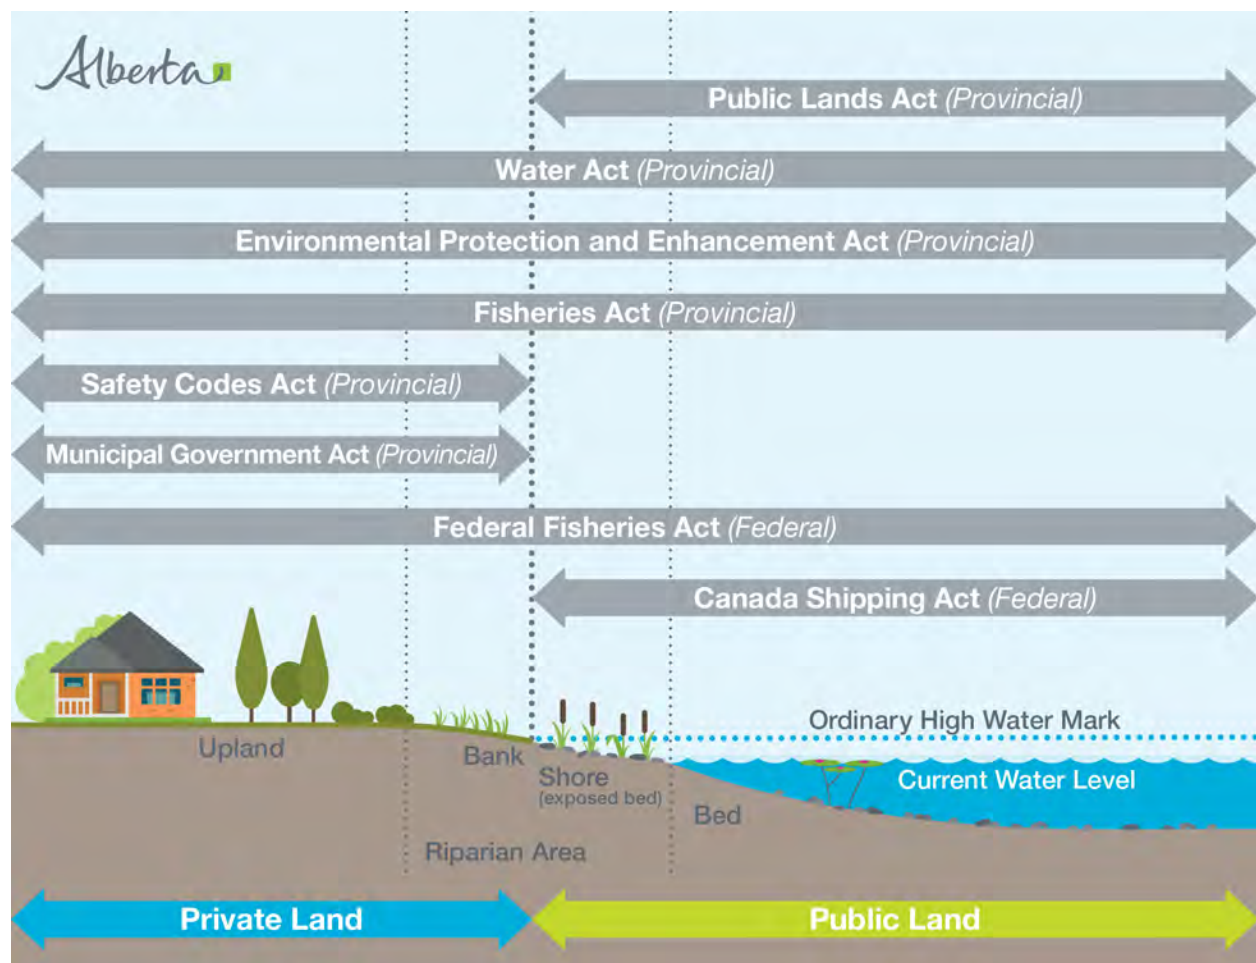 Alberta
Public Lands Act (Provincial)
Water Act (Provincial)
Environmental Protection and Enhancement Act (Provincial)
Fisheries Act (Provincial)
Safety Codes Act (Provincial)
Municipal Government Act (Provincial)
Federal Fisheries Act (Federal)
Canada Shipping Act (Federal)
Ordinary High Water Mark
Upland
Bank
Shore
(exposed bed)
Current Water Level
Bed
Riparian Area
Private Land
Public Land